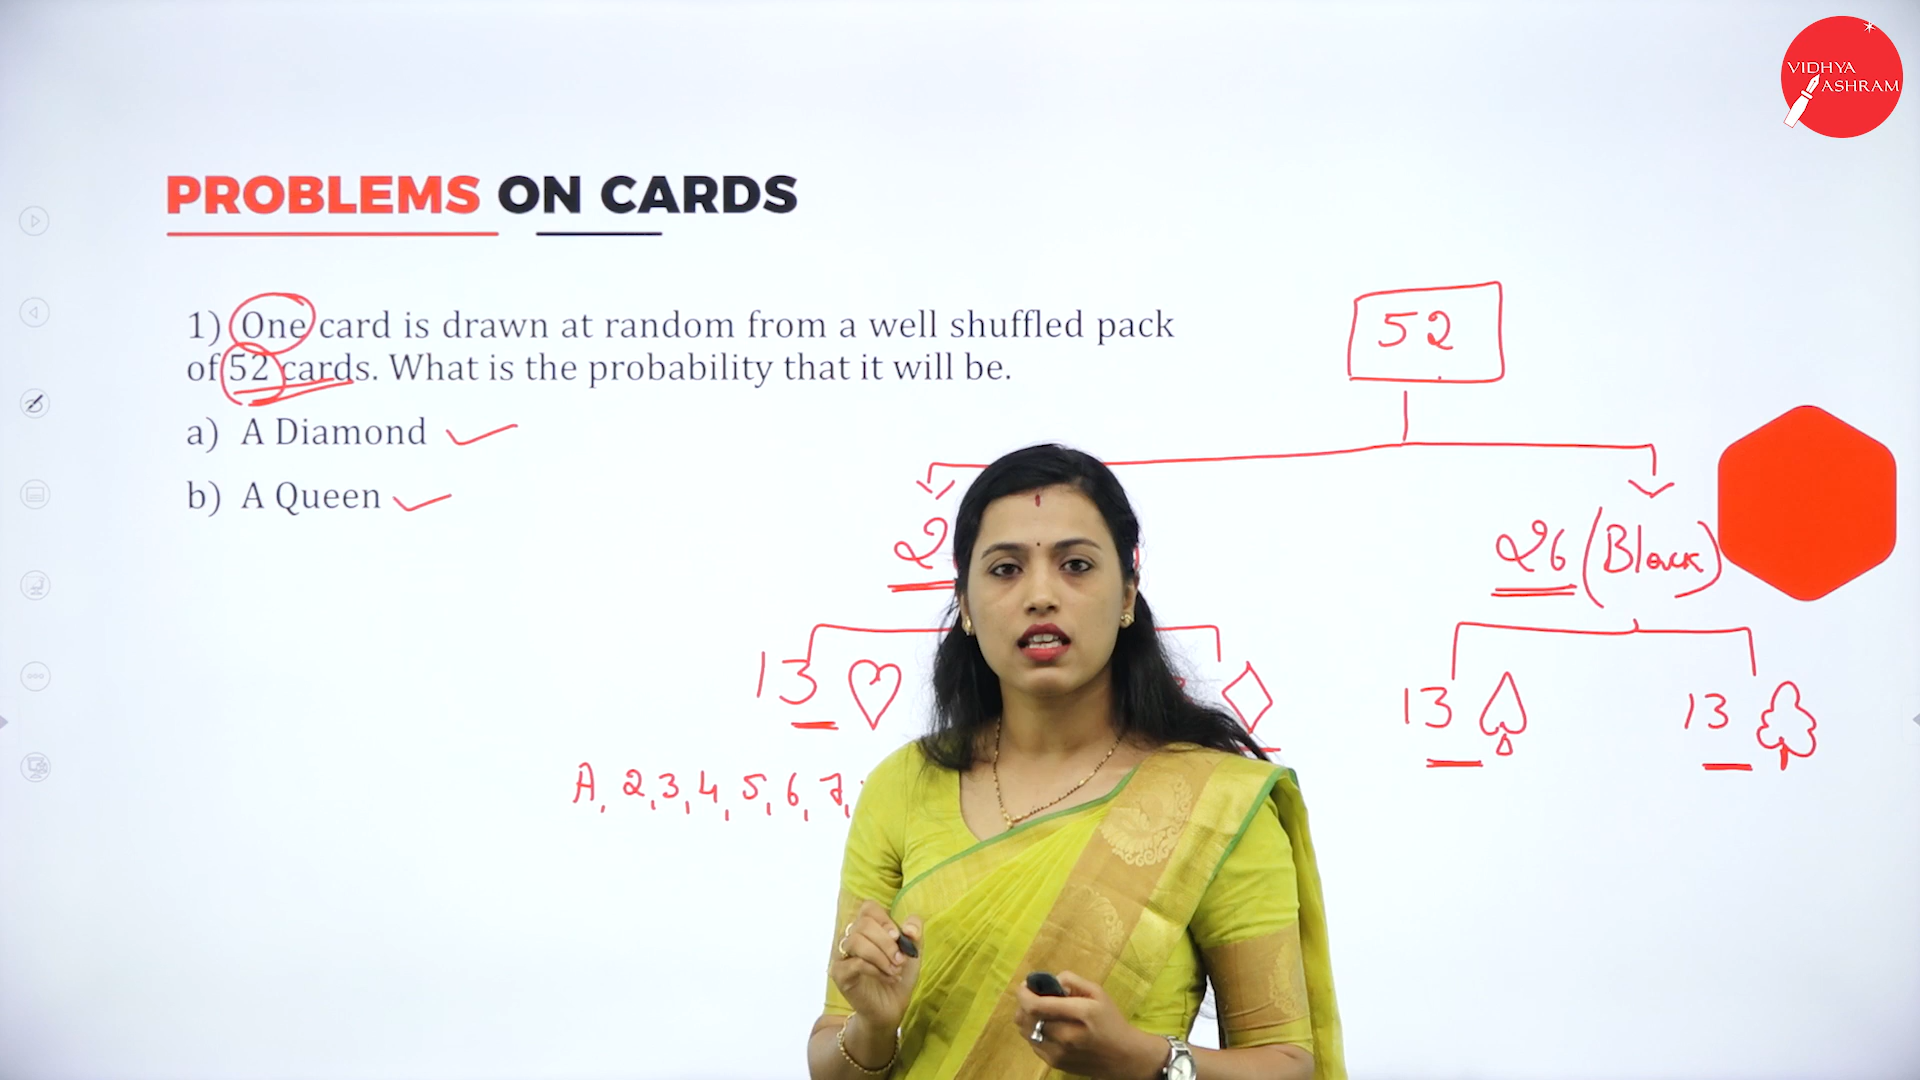 VIDHYA
ASHRAM
PROBLEMS ON CARDS
1) One card is drawn at random from a well shuffled pack
of 52 cards. What is the probability that it will be.
a) A Diamond
b) A Queen
52
2
26 (Black)
13
13
13
A, 2, 3, 4, 5, 6, 7,